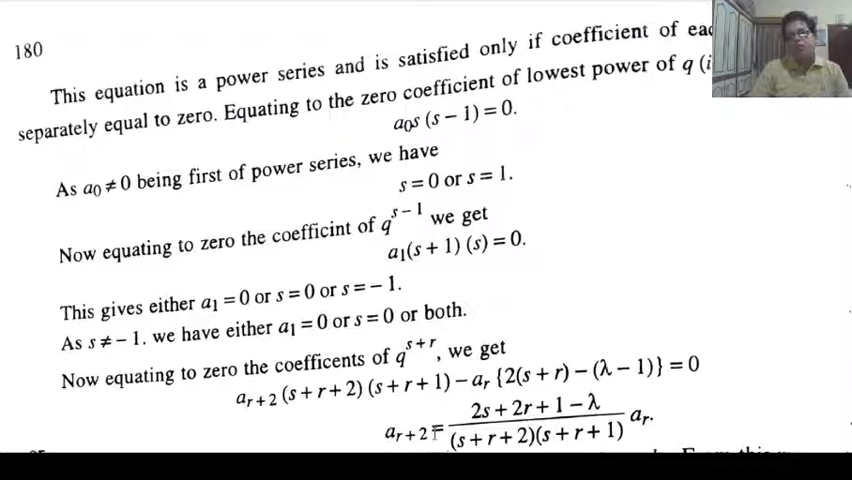 180
This equation is a power series and is satisfied only if coefficient of
separately equal to zero. Equating to the zero coefficient of lowest power of q
a₀s (s − 1) = 0.
As a₀ ≠ 0 being first of power series, we have
s = 0 or s = 1.
Now equating to zero the coefficint of q^{s − 1} we get
a₁(s + 1) (s) = 0.
This gives either a₁ = 0 or s = 0 or s = − 1.
As s ≠ − 1. we have either a₁ = 0 or s = 0 or both.
Now equating to zero the coefficents of q^{s + r}, we get
a_{r + 2} (s + r + 2) (s + r + 1) − a_r {2(s + r) − (λ − 1)} = 0
a_{r + 2} = \frac{2s + 2r + 1 − λ}{(s + r + 2)(s + r + 1)} a_r.